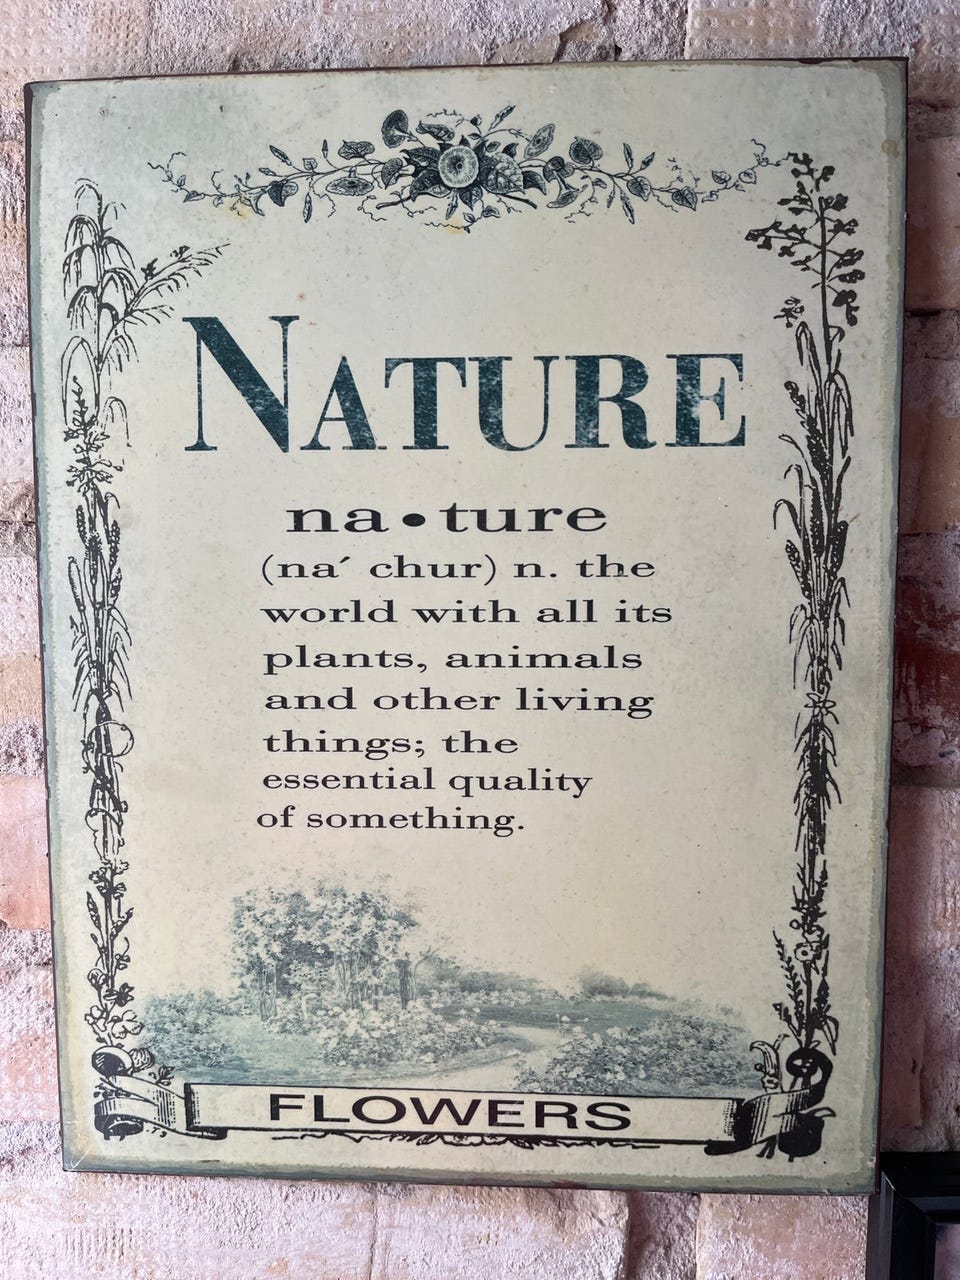 NATURE
na•ture
(na´ chur) n. the
world with all its
plants, animals
and other living
things; the
essential quality
of something.
FLOWERS